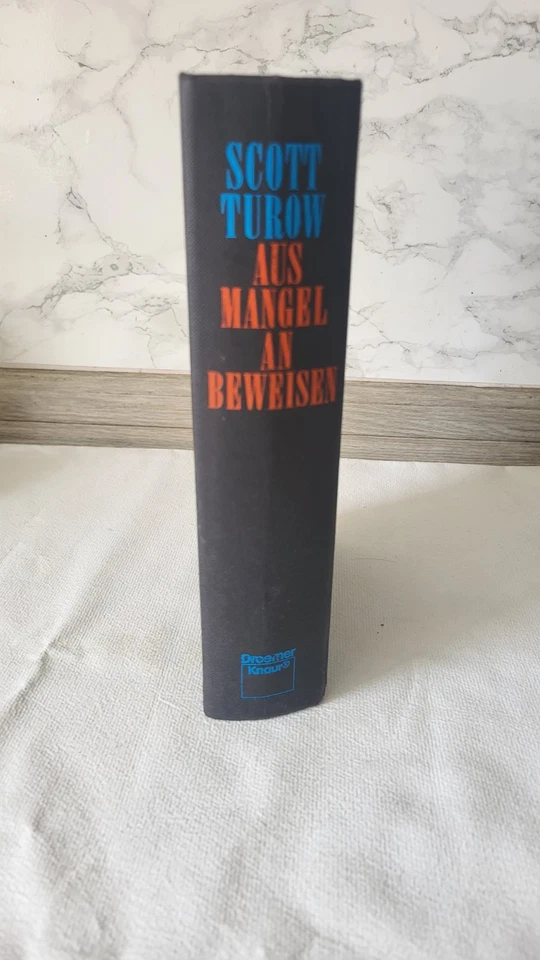 SCOTT
TUROW
AUS
MANGEL
AN
BEWEISEN
Droemer
Knaur®